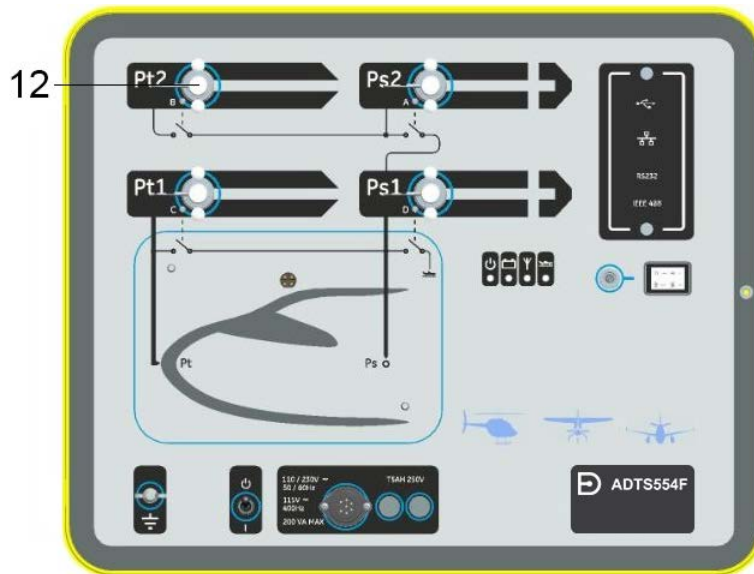 12
Pt2
B
Ps2
A
Pt1
C
Ps1
D
RS232
IEEE 488
Pt
Ps
110 / 230V ~
50 / 60Hz
115V ~
400Hz
200 VA MAX
T5AH 250V
I
ADTS554F